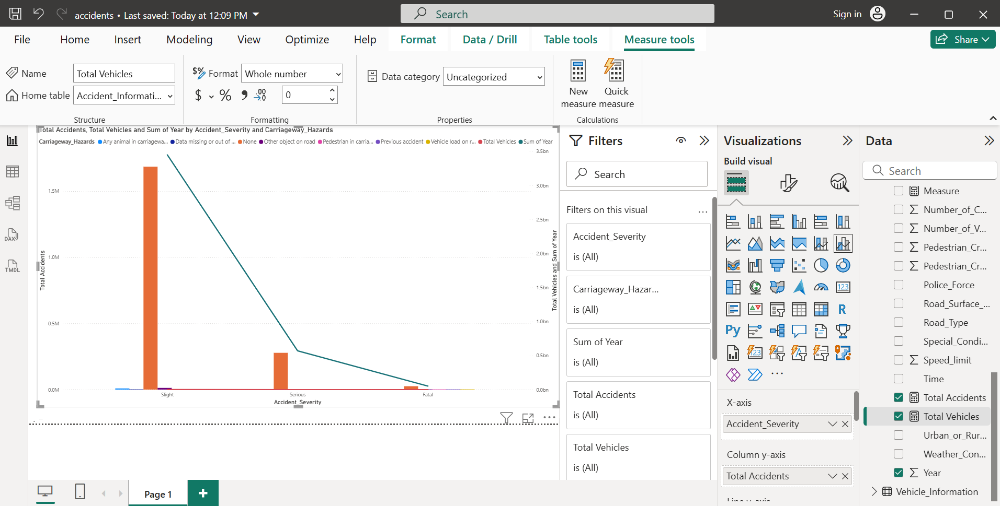 accidents • Last saved: Today at 12:09 PM
Search
Sign in
File Home Insert Modeling View Optimize Help Format Data / Drill Table tools Measure tools
Share
Name Total Vehicles
Home table Accident_Informati...
Structure
$% Format Whole number
$ % , .00 0
Formatting
Data category Uncategorized
Properties
New measure
Quick measure
Calculations
Total Accidents, Total Vehicles and Sum of Year by Accident_Severity and Carriageway_Hazards
Carriageway_Hazards Any animal in carriagewa... Data missing or out of ... None Other object on road Pedestrian in carria... Previous accident Vehicle load on r... Total Vehicles Sum of Year
1.5M
1.0M
0.5M
0.0M
Total Accidents
3.5bn
3.0bn
2.5bn
2.0bn
1.5bn
1.0bn
0.5bn
0.0bn
Total Vehicles and Sum of Year
Slight Serious Fatal
Accident_Severity
DAX
TMDL
Page 1
Filters
Search
Filters on this visual ...
Accident_Severity
is (All)
Carriageway_Hazar...
is (All)
Sum of Year
is (All)
Total Accidents
is (All)
Total Vehicles
is (All)
Visualizations
Build visual
123
R
Py
123
...
X-axis
Accident_Severity
Column y-axis
Total Accidents
Line y-axis
Data
Search
Measure
Number_of_C...
Number_of_V...
Pedestrian_Cr...
Pedestrian_Cr...
Police_Force
Road_Surface_...
Road_Type
Special_Condi...
Speed_limit
Time
Total Accidents
Total Vehicles
Urban_or_Rur...
Weather_Con...
Year
Vehicle_Information